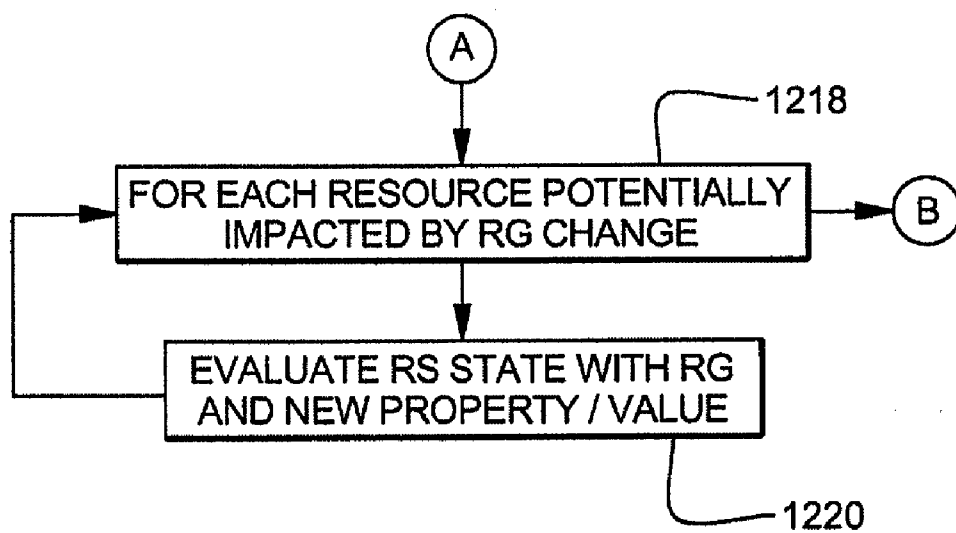 A
1218
FOR EACH RESOURCE POTENTIALLY
IMPACTED BY RG CHANGE
B
EVALUATE RS STATE WITH RG
AND NEW PROPERTY / VALUE
1220